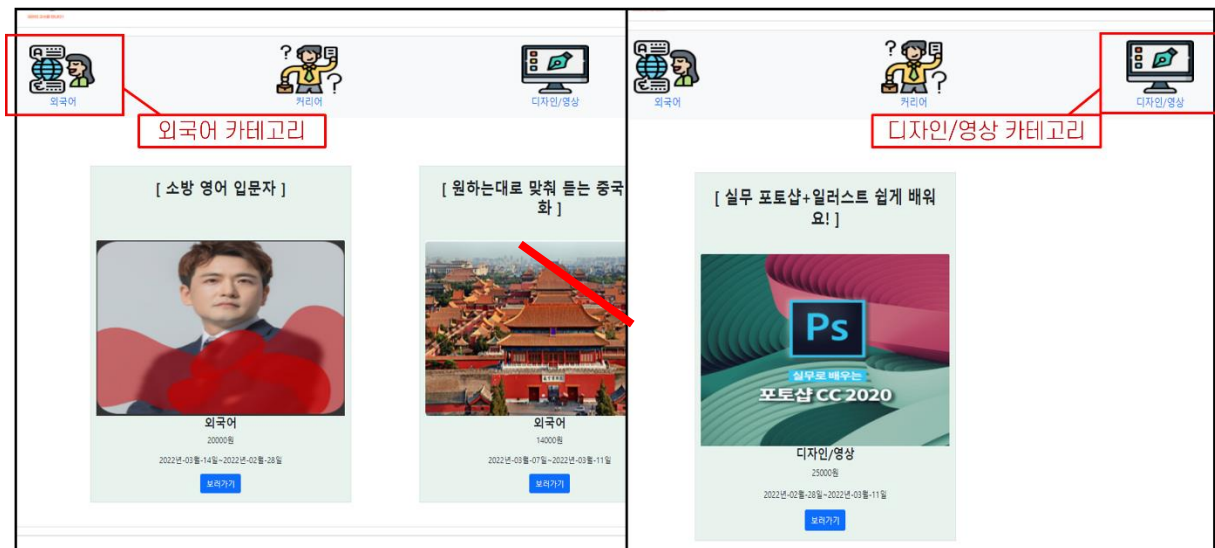 외국어
커리어
디자인/영상
외국어 카테고리
[ 소방 영어 입문자 ]
외국어
20000원
2022년-03월-14일~2022년-02월-28일
보러가기
[ 원하는대로 맞춰 듣는 중국
화 ]
외국어
14000원
2022년-03월-07일~2022년-03월-11일
보러가기
외국어
커리어
디자인/영상
디자인/영상 카테고리
[ 실무 포토샵+일러스트 쉽게 배워
요! ]
Ps
실무로 배우는
포토샵 CC 2020
디자인/영상
25000원
2022년-02월-28일~2022년-03월-11일
보러가기